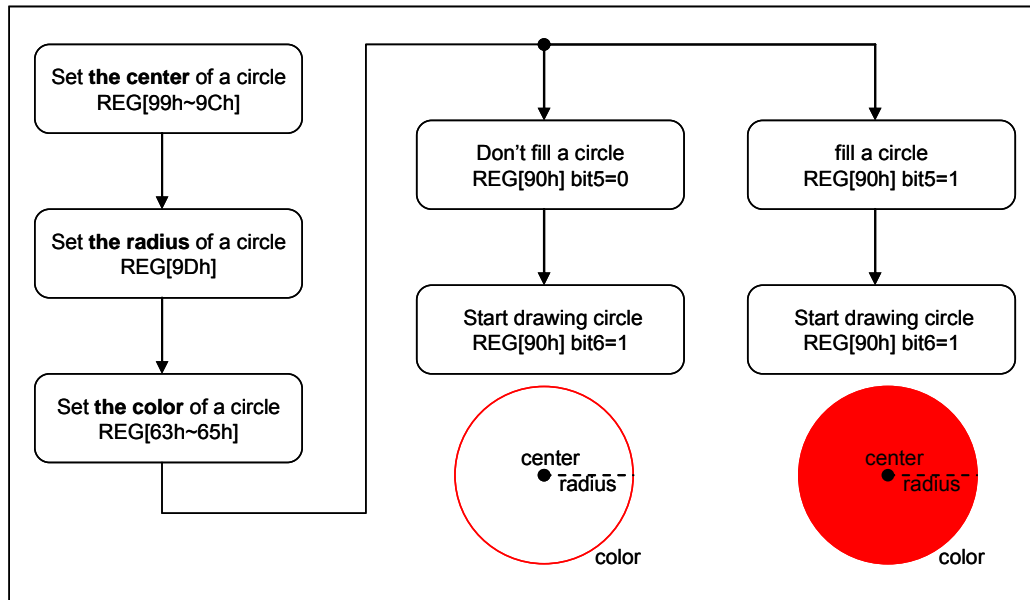 Set the center of a circle
REG[99h~9Ch]
Set the radius of a circle
REG[9Dh]
Set the color of a circle
REG[63h~65h]
Don't fill a circle
REG[90h] bit5=0
Start drawing circle
REG[90h] bit6=1
center
radius
color
fill a circle
REG[90h] bit5=1
Start drawing circle
REG[90h] bit6=1
center
radius
color